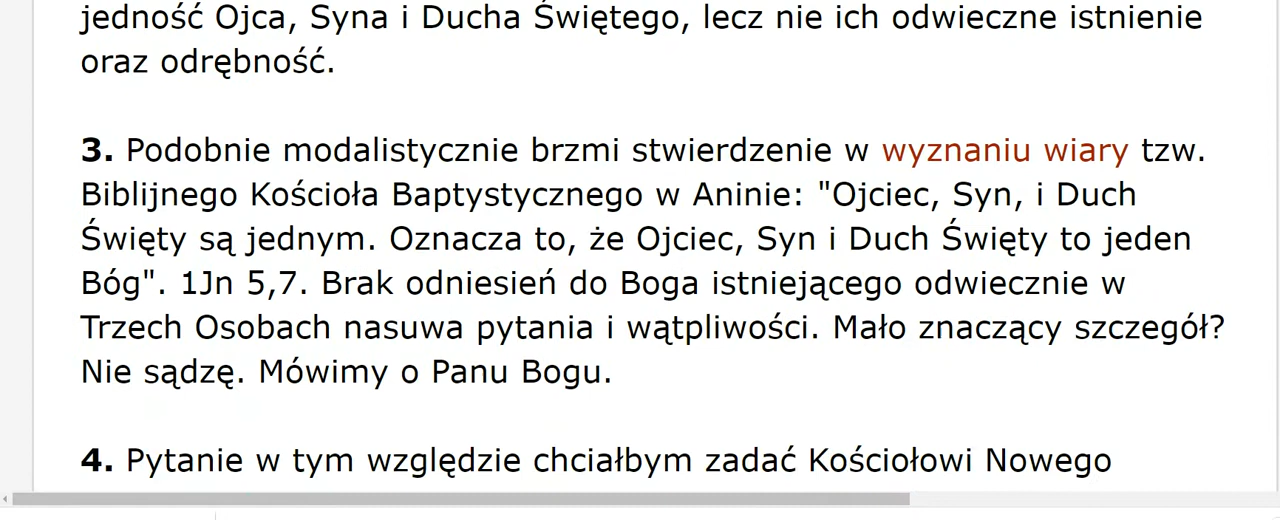 jedność Ojca, Syna i Ducha Świętego, lecz nie ich odwieczne istnienie
oraz odrębność.
3. Podobnie modalistycznie brzmi stwierdzenie w wyznaniu wiary tzw.
Biblijnego Kościoła Baptystycznego w Aninie: "Ojciec, Syn, i Duch
Święty są jednym. Oznacza to, że Ojciec, Syn i Duch Święty to jeden
Bóg". 1Jn 5,7. Brak odniesień do Boga istniejącego odwiecznie w
Trzech Osobach nasuwa pytania i wątpliwości. Mało znaczący szczegół?
Nie sądzę. Mówimy o Panu Bogu.
4. Pytanie w tym względzie chciałbym zadać Kościołowi Nowego